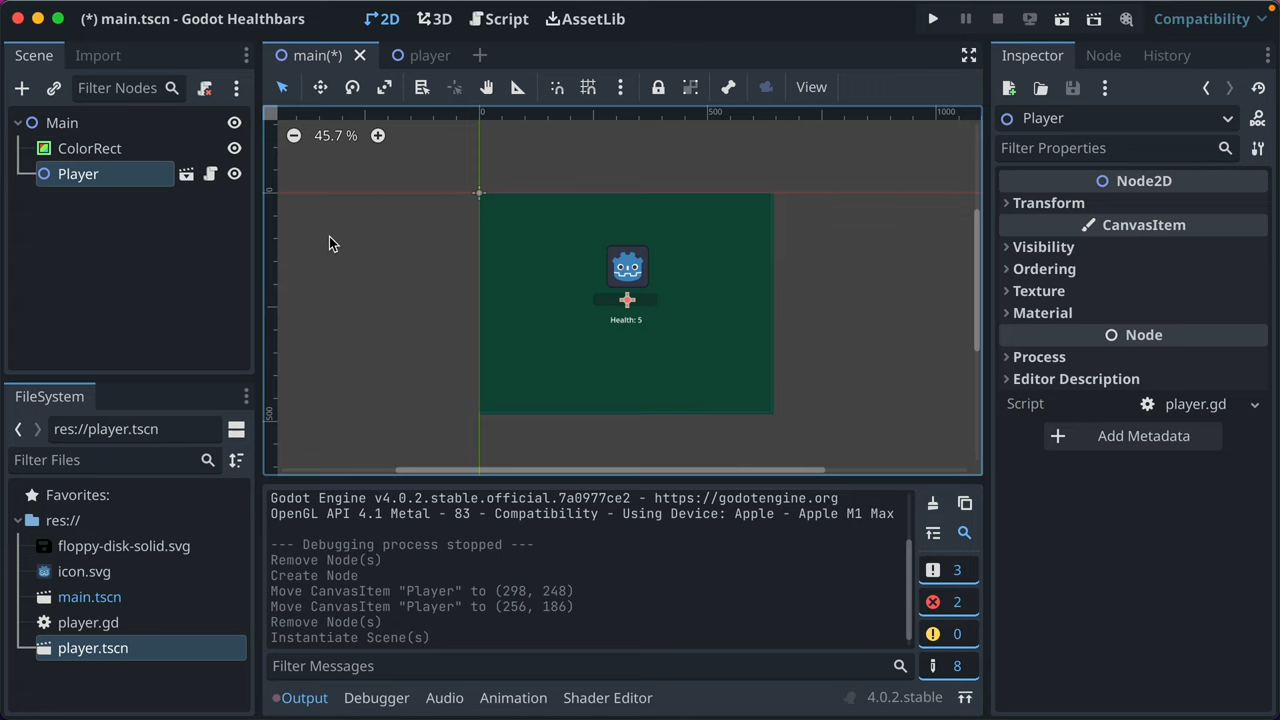 (*) main.tscn - Godot Healthbars
2D
3D
Script
AssetLib
Compatibility
Scene
Import
main(*)
player
Inspector
Node
History
Filter Nodes
View
Main
ColorRect
Player
0
500
1000
45.7 %
0
500
Health: 5
Player
Filter Properties
Node2D
Transform
CanvasItem
Visibility
Ordering
Texture
Material
Node
Process
Editor Description
Script
player.gd
Add Metadata
FileSystem
res://player.tscn
Filter Files
Favorites:
res://
floppy-disk-solid.svg
icon.svg
main.tscn
player.gd
player.tscn
Godot Engine v4.0.2.stable.official.7a0977ce2 - https://godotengine.org
OpenGL API 4.1 Metal - 83 - Compatibility - Using Device: Apple - Apple M1 Max
--- Debugging process stopped ---
Remove Node(s)
Create Node
Move CanvasItem "Player" to (298, 248)
Move CanvasItem "Player" to (256, 186)
Remove Node(s)
Instantiate Scene(s)
3
2
0
8
Filter Messages
Output
Debugger
Audio
Animation
Shader Editor
4.0.2.stable